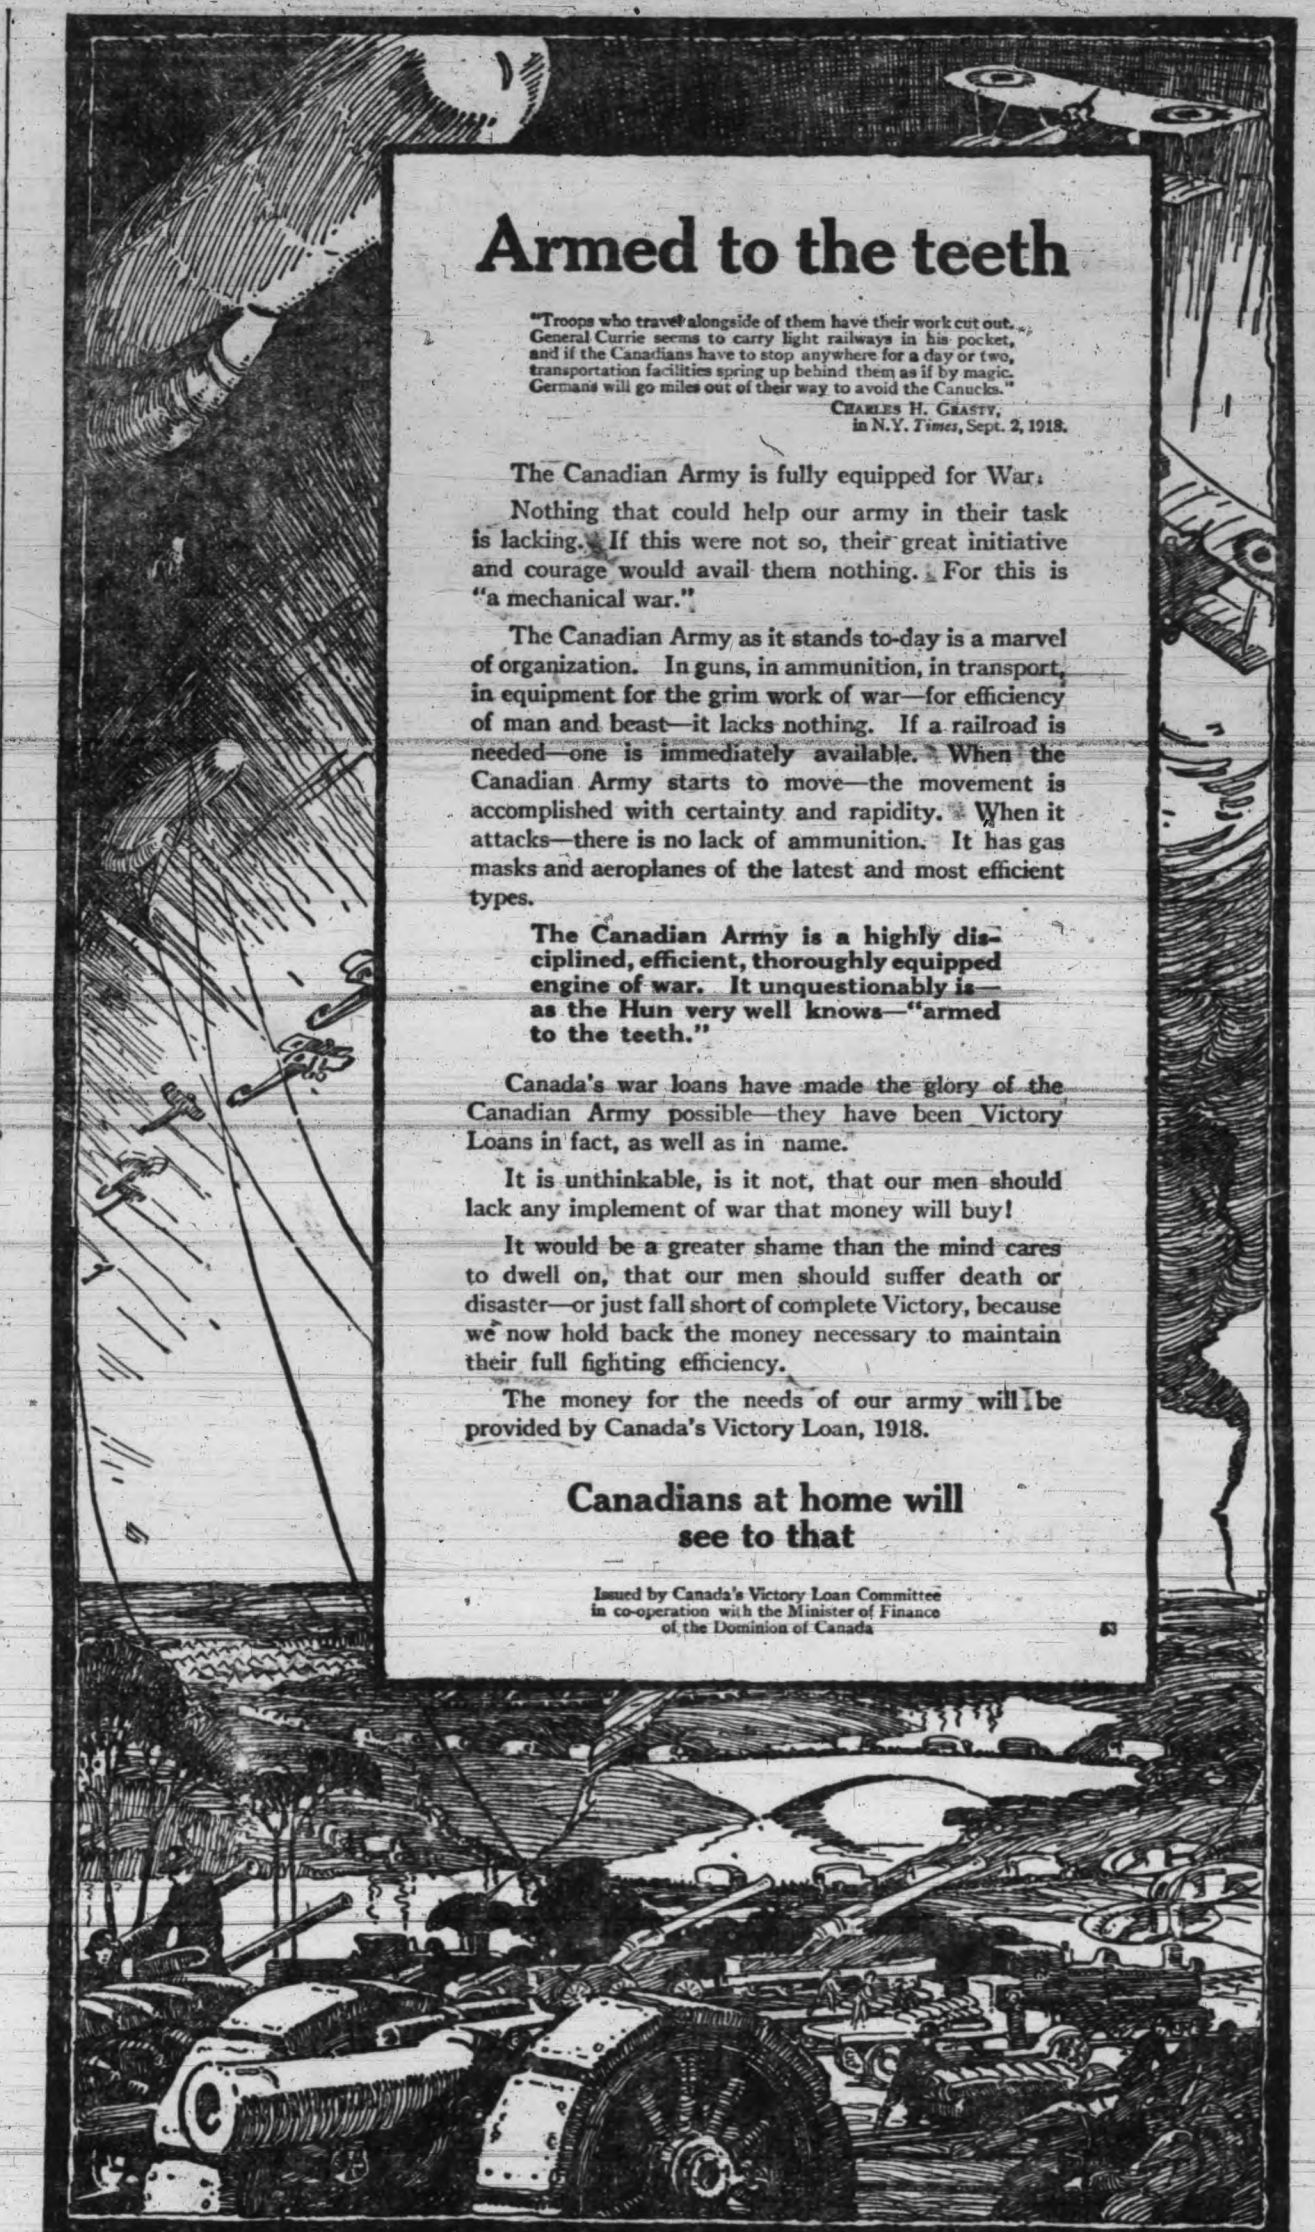 Armed to the teeth
"Troops who travel alongside of them have their work cut out.
General Currie seems to carry light railways in his pocket,
and if the Canadians have to stop anywhere for a day or two,
transportation facilities spring up behind them as if by magic.
Germans will go miles out of their way to avoid the Canucks."
CHARLES H. GRASTY,
in N.Y. Times, Sept. 2, 1918.
The Canadian Army is fully equipped for War.
Nothing that could help our army in their task
is lacking. If this were not so, their great initiative
and courage would avail them nothing. For this is
"a mechanical war."
The Canadian Army as it stands to-day is a marvel
of organization. In guns, in ammunition, in transport,
in equipment for the grim work of war—for efficiency
of man and beast—it lacks nothing. If a railroad is
needed—one is immediately available. When the
Canadian Army starts to move—the movement is
accomplished with certainty and rapidity. When it
attacks—there is no lack of ammunition. It has gas
masks and aeroplanes of the latest and most efficient
types.
The Canadian Army is a highly dis-
ciplined, efficient, thoroughly equipped
engine of war. It unquestionably is—
as the Hun very well knows—"armed
to the teeth."
Canada's war loans have made the glory of the
Canadian Army possible—they have been Victory
Loans in fact, as well as in name.
It is unthinkable, is it not, that our men should
lack any implement of war that money will buy!
It would be a greater shame than the mind cares
to dwell on, that our men should suffer death or
disaster—or just fall short of complete Victory, because
we now hold back the money necessary to maintain
their full fighting efficiency.
The money for the needs of our army will be
provided by Canada's Victory Loan, 1918.
Canadians at home will
see to that
Issued by Canada's Victory Loan Committee
in co-operation with the Minister of Finance
of the Dominion of Canada
53